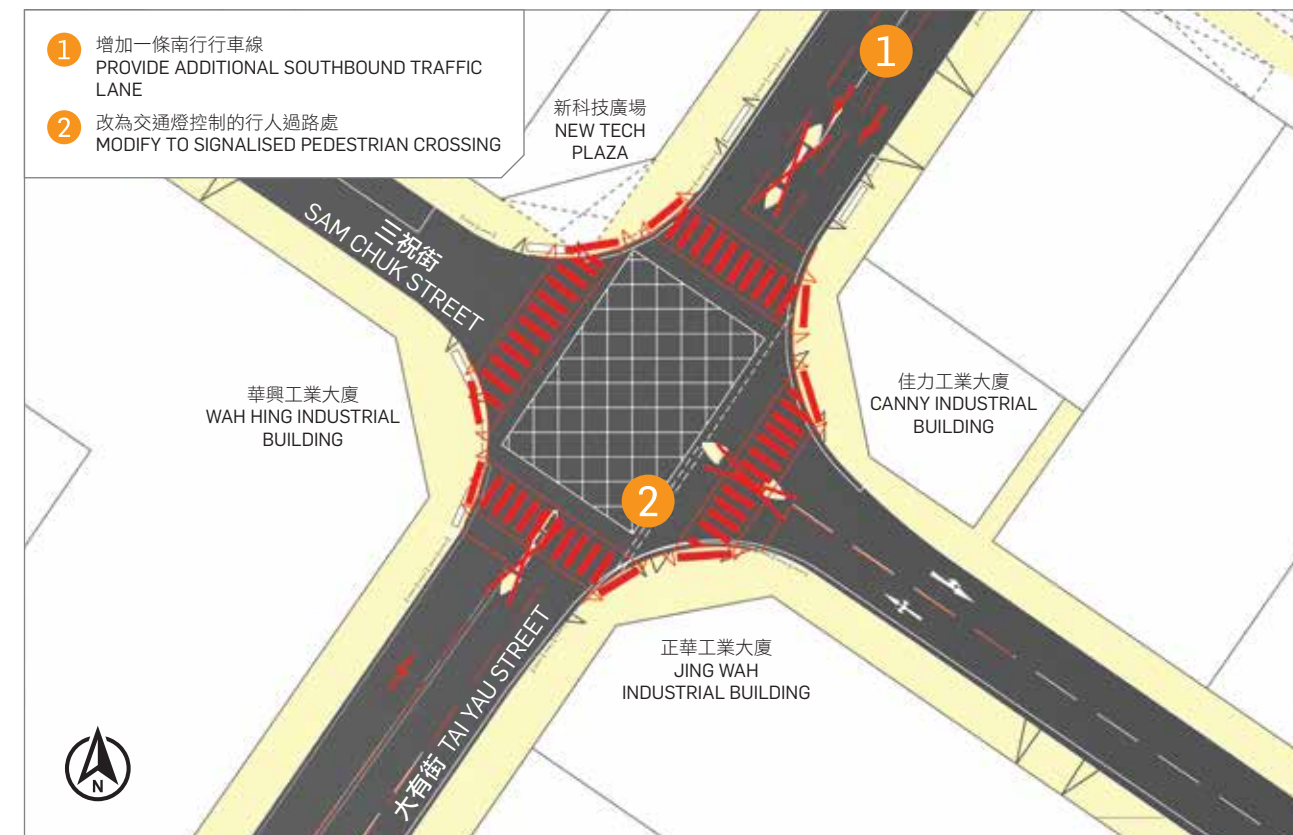 1 增加一條南行行車線
PROVIDE ADDITIONAL SOUTHBOUND TRAFFIC
LANE
2 改為交通燈控制的行人過路處
MODIFY TO SIGNALISED PEDESTRIAN CROSSING
1
新科技廣場
NEW TECH
PLAZA
三祝街
SAM CHUK STREET
華興工業大廈
WAH HING INDUSTRIAL
BUILDING
佳力工業大廈
CANNY INDUSTRIAL
BUILDING
2
正華工業大廈
JING WAH
INDUSTRIAL BUILDING
大有街 TAI YAU STREET
N